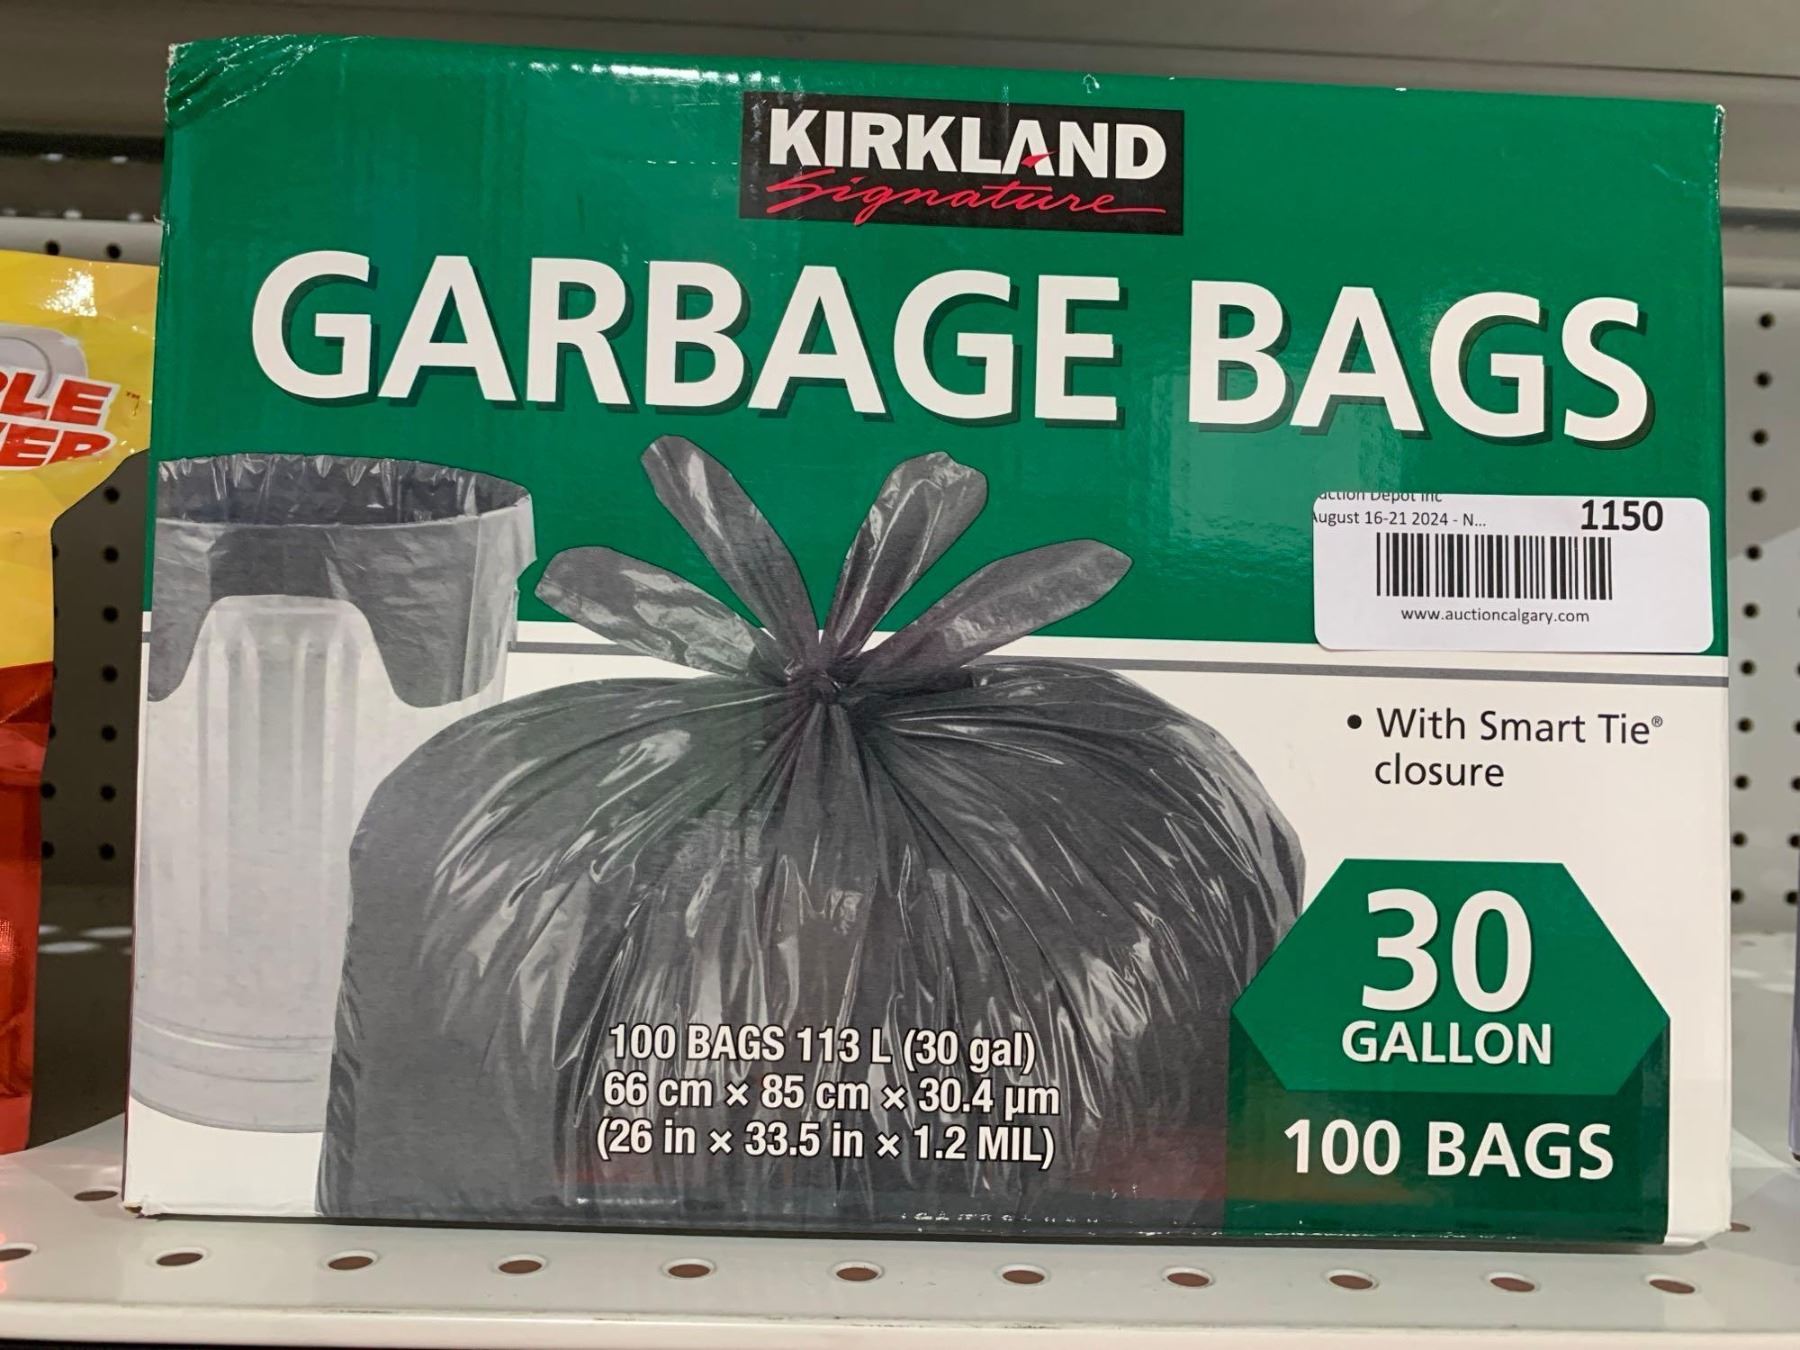 KIRKLAND
Signature
GARBAGE BAGS
August 16-21 2024 - N...
1150
www.auctioncalgary.com
• With Smart Tie®
closure
30
GALLON
100 BAGS
100 BAGS 113 L (30 gal)
66 cm × 85 cm × 30.4 µm
(26 in × 33.5 in × 1.2 MIL)
Depot Inc